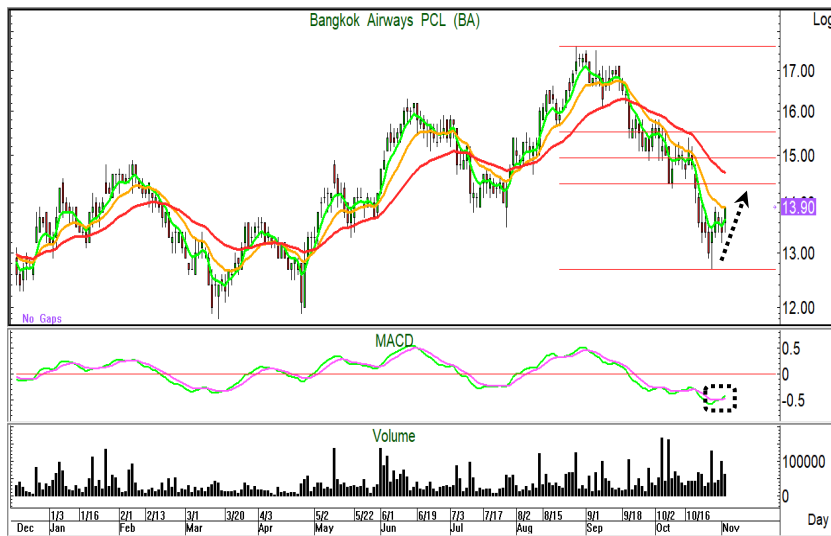 Bangkok Airways PCL (BA)
Log
17.00
16.00
15.00
14.00
13.90
13.00
12.00
No Gaps
MACD
0.5
0
-0.5
Volume
100000
0
1/3 1/16 2/1 2/13 3/1 3/20 4/3 5/2 5/22 6/1 6/19 7/3 7/17 8/2 8/15 9/1 9/18 10/2 10/16
Dec Jan Feb Mar Apr May Jun Jul Aug Sep Oct Nov
Day